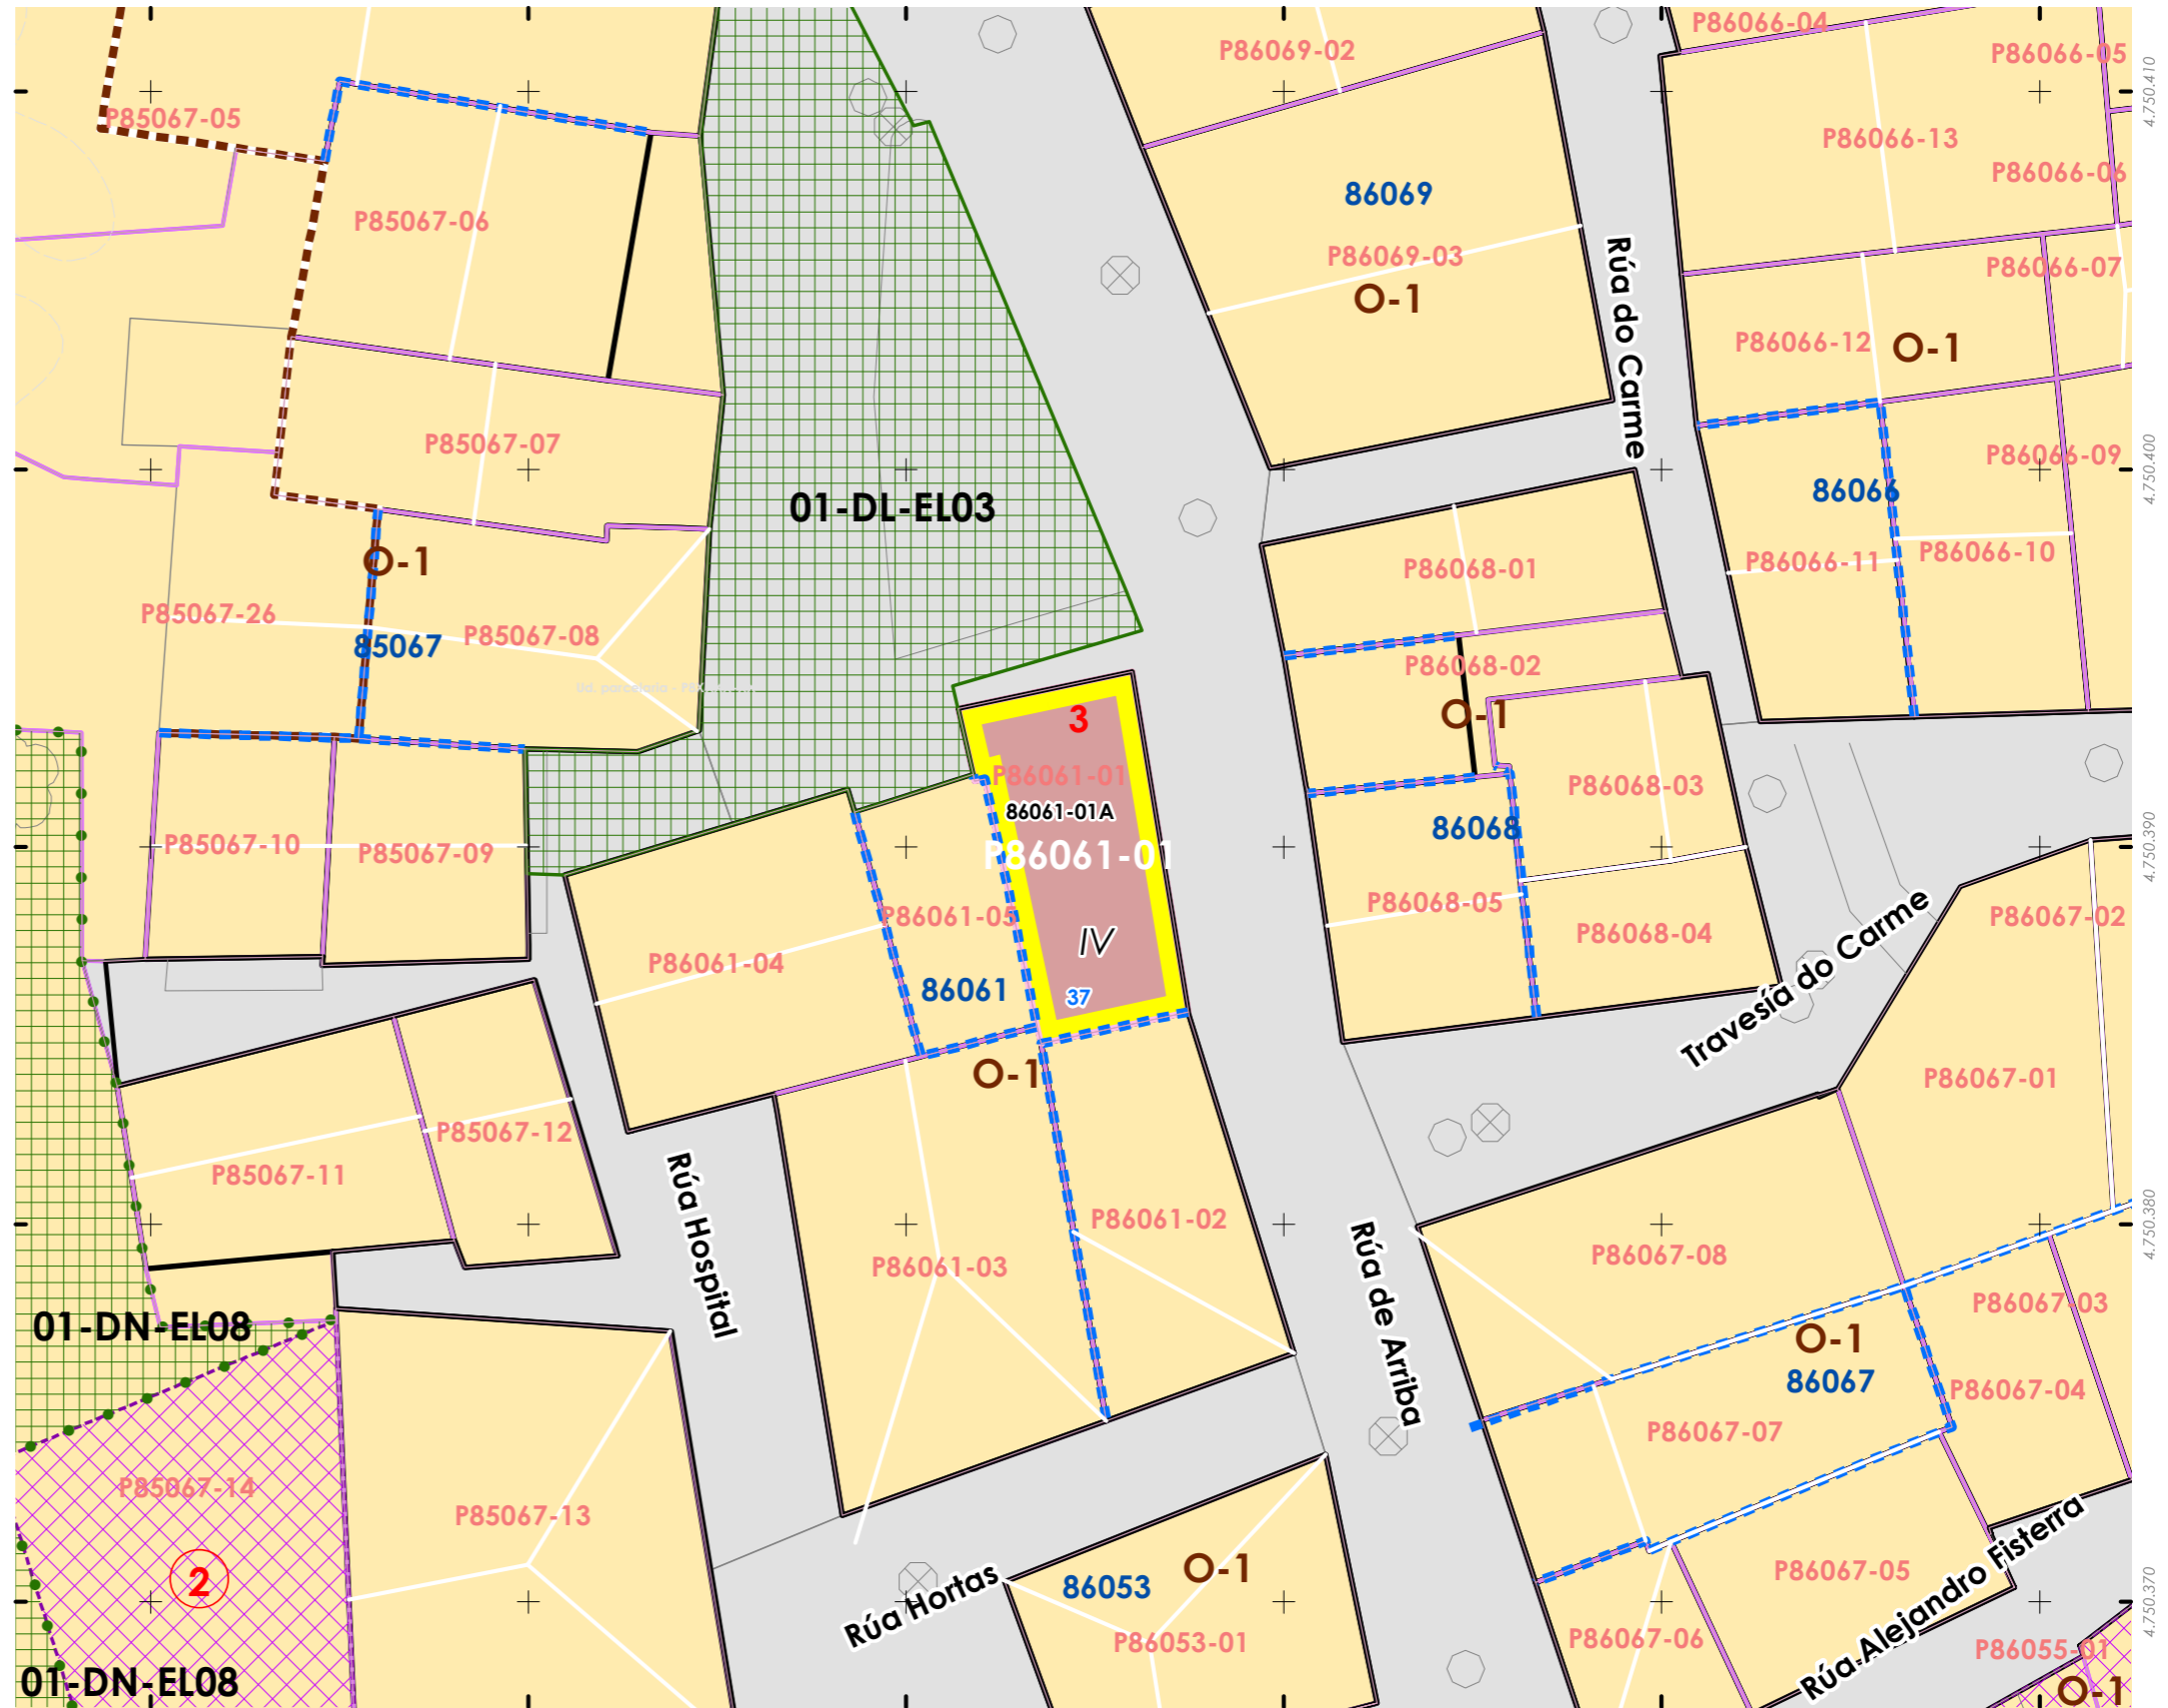 P86069-02
P86066-04
P86066-05
4.750.410
P85067-05
P86066-13
P86066-06
86069
P85067-06
P86069-03
O-1
Rúa do Carme
P86066-07
P86066-12
O-1
P85067-07
P86066-09
4.750.400
86066
01-DL-EL03
O-1
P86068-01
P86066-11
P86066-10
P85067-26
85067
P85067-08
P86068-02
O-1
3
P86061-01
P86068-03
86061-01A
86068
P85067-10
P85067-09
P86061-01
4.750.390
P86061-05
P86068-05
P86067-02
P86068-04
P86061-04
IV
86061
37
Travesía do Carme
O-1
P86067-01
P85067-12
P85067-11
Rúa Hospital
P86061-02
4.750.380
P86061-03
Rúa de Arriba
P86067-08
P86067-03
01-DN-EL08
O-1
86067
P86067-04
P86067-07
P85067-14
P85067-13
2
Rúa Hortas
86053
O-1
P86067-05
Rúa Alejandro Fisterra
4.750.370
P86053-01
P86067-06
P86055-01
01-DN-EL08
O-1